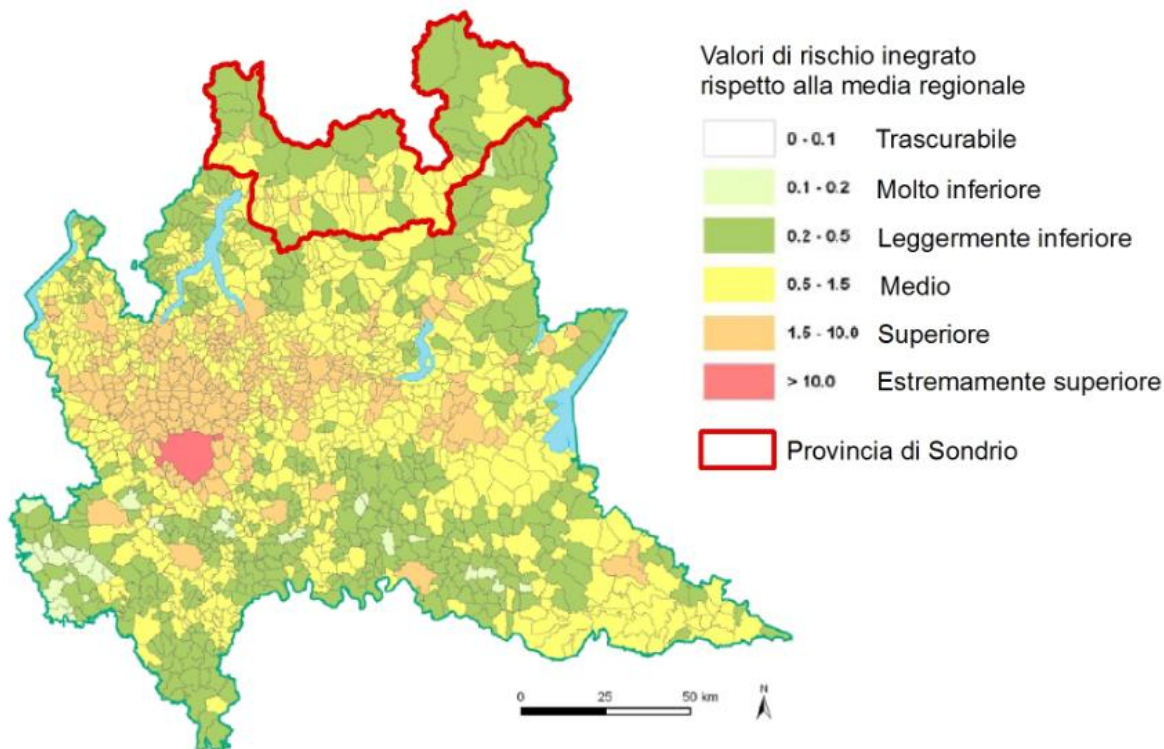 Valori di rischio inegrato
rispetto alla media regionale
0 - 0.1 Trascurabile
0.1 - 0.2 Molto inferiore
0.2 - 0.5 Leggermente inferiore
0.5 - 1.5 Medio
1.5 - 10.0 Superiore
> 10.0 Estremamente superiore
Provincia di Sondrio
0 25 50 km
N